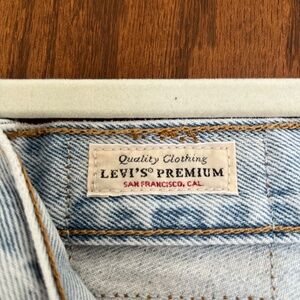 Quality Clothing
LEVI'S® PREMIUM
SAN FRANCISCO, CAL.